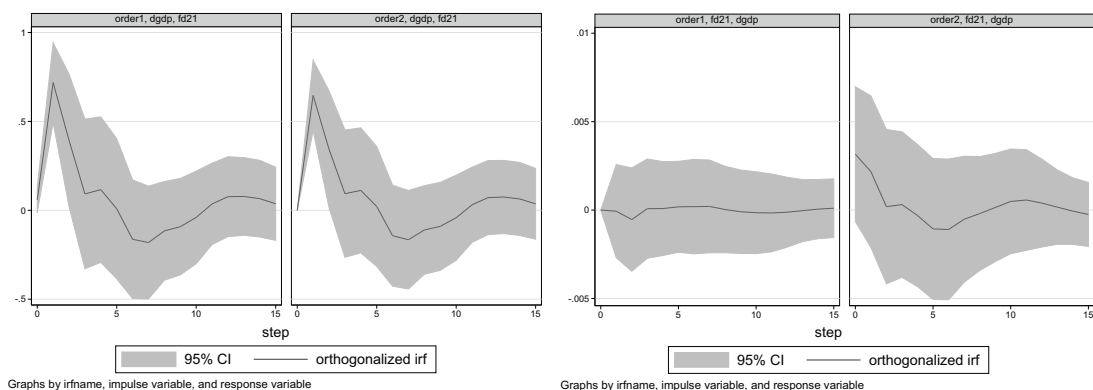 order1, dgdp, fd21
order2, dgdp, fd21
1
.5
0
-.5
0
5
10
15
0
5
10
15
step
95% CI
orthogonalized irf
Graphs by irfname, impulse variable, and response variable
order1, fd21, dgdp
order2, fd21, dgdp
.01
.005
0
-.005
0
5
10
15
0
5
10
15
step
95% CI
orthogonalized irf
Graphs by irfname, impulse variable, and response variable